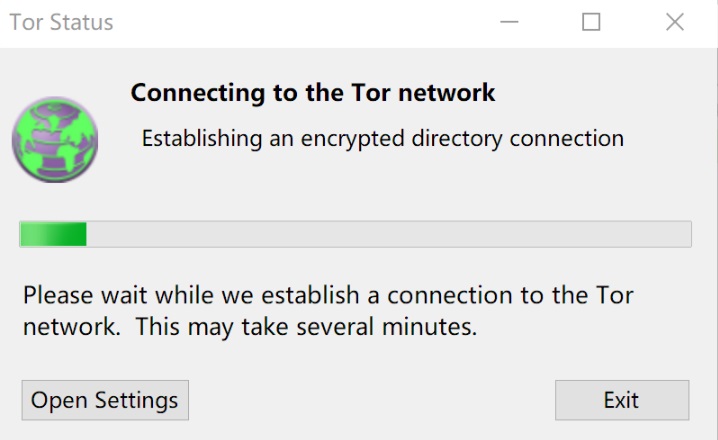 Tor Status
Connecting to the Tor network
Establishing an encrypted directory connection
Please wait while we establish a connection to the Tor
network.  This may take several minutes.
Open Settings
Exit